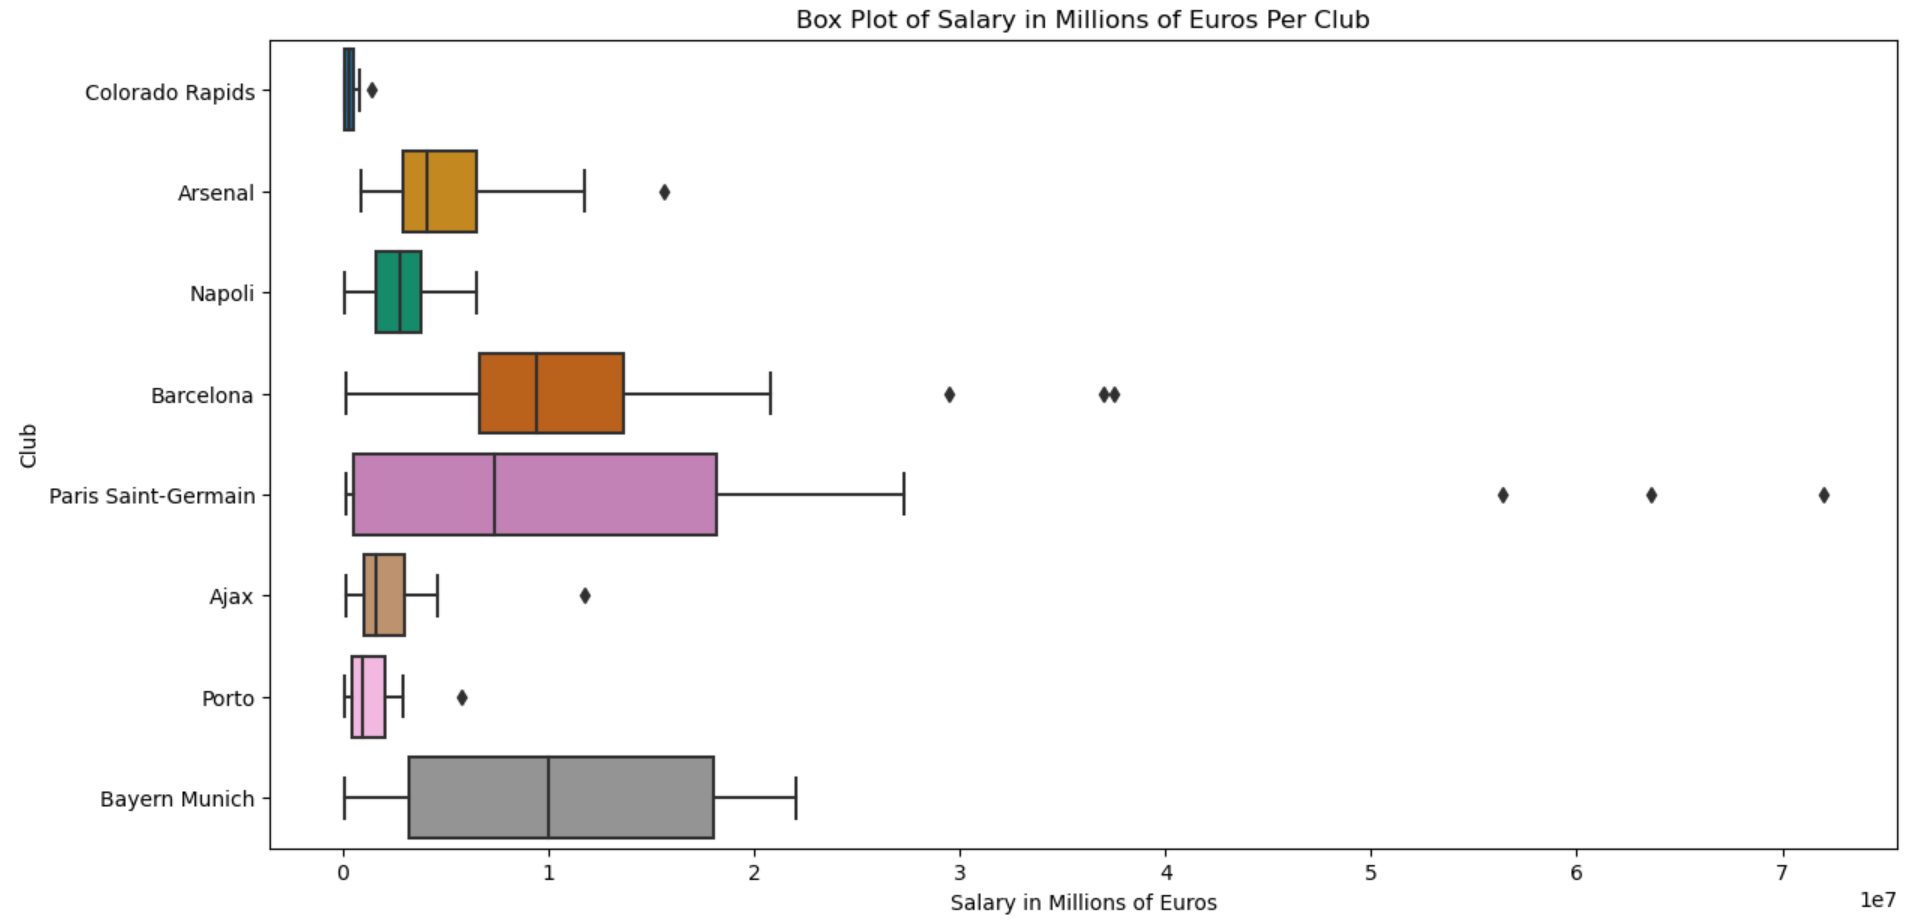 Box Plot of Salary in Millions of Euros Per Club
Club
Colorado Rapids
Arsenal
Napoli
Barcelona
Paris Saint-Germain
Ajax
Porto
Bayern Munich
0 1 2 3 4 5 6 7
1e7
Salary in Millions of Euros